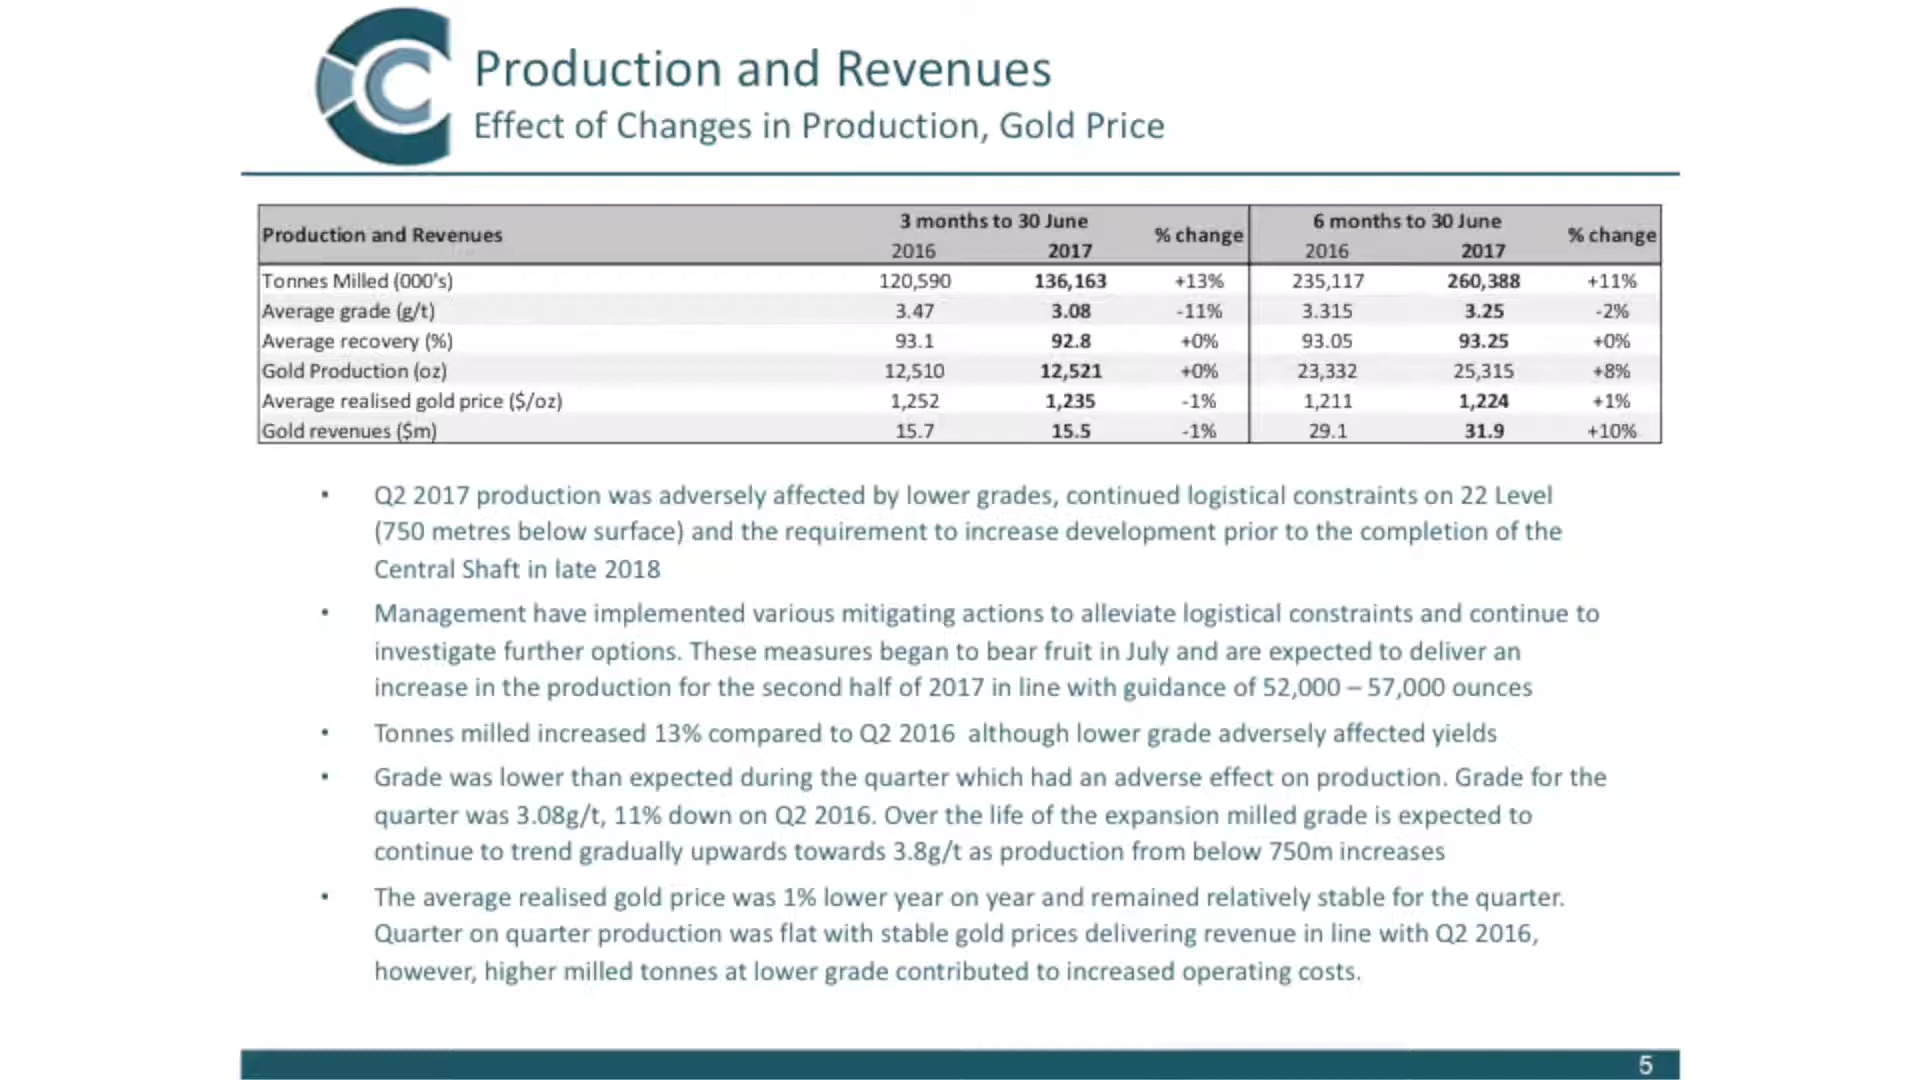 Production and Revenues
Effect of Changes in Production, Gold Price
Production and Revenues 3 months to 30 June % change 6 months to 30 June % change
2016 2017 2016 2017
Tonnes Milled (000's) 120,590 136,163 +13% 235,117 260,388 +11%
Average grade (g/t) 3.47 3.08 -11% 3.315 3.25 -2%
Average recovery (%) 93.1 92.8 +0% 93.05 93.25 +0%
Gold Production (oz) 12,510 12,521 +0% 23,332 25,315 +8%
Average realised gold price ($/oz) 1,252 1,235 -1% 1,211 1,224 +1%
Gold revenues ($m) 15.7 15.5 -1% 29.1 31.9 +10%
• Q2 2017 production was adversely affected by lower grades, continued logistical constraints on 22 Level
(750 metres below surface) and the requirement to increase development prior to the completion of the
Central Shaft in late 2018
• Management have implemented various mitigating actions to alleviate logistical constraints and continue to
investigate further options. These measures began to bear fruit in July and are expected to deliver an
increase in the production for the second half of 2017 in line with guidance of 52,000 – 57,000 ounces
• Tonnes milled increased 13% compared to Q2 2016 although lower grade adversely affected yields
• Grade was lower than expected during the quarter which had an adverse effect on production. Grade for the
quarter was 3.08g/t, 11% down on Q2 2016. Over the life of the expansion milled grade is expected to
continue to trend gradually upwards towards 3.8g/t as production from below 750m increases
• The average realised gold price was 1% lower year on year and remained relatively stable for the quarter.
Quarter on quarter production was flat with stable gold prices delivering revenue in line with Q2 2016,
however, higher milled tonnes at lower grade contributed to increased operating costs.
5